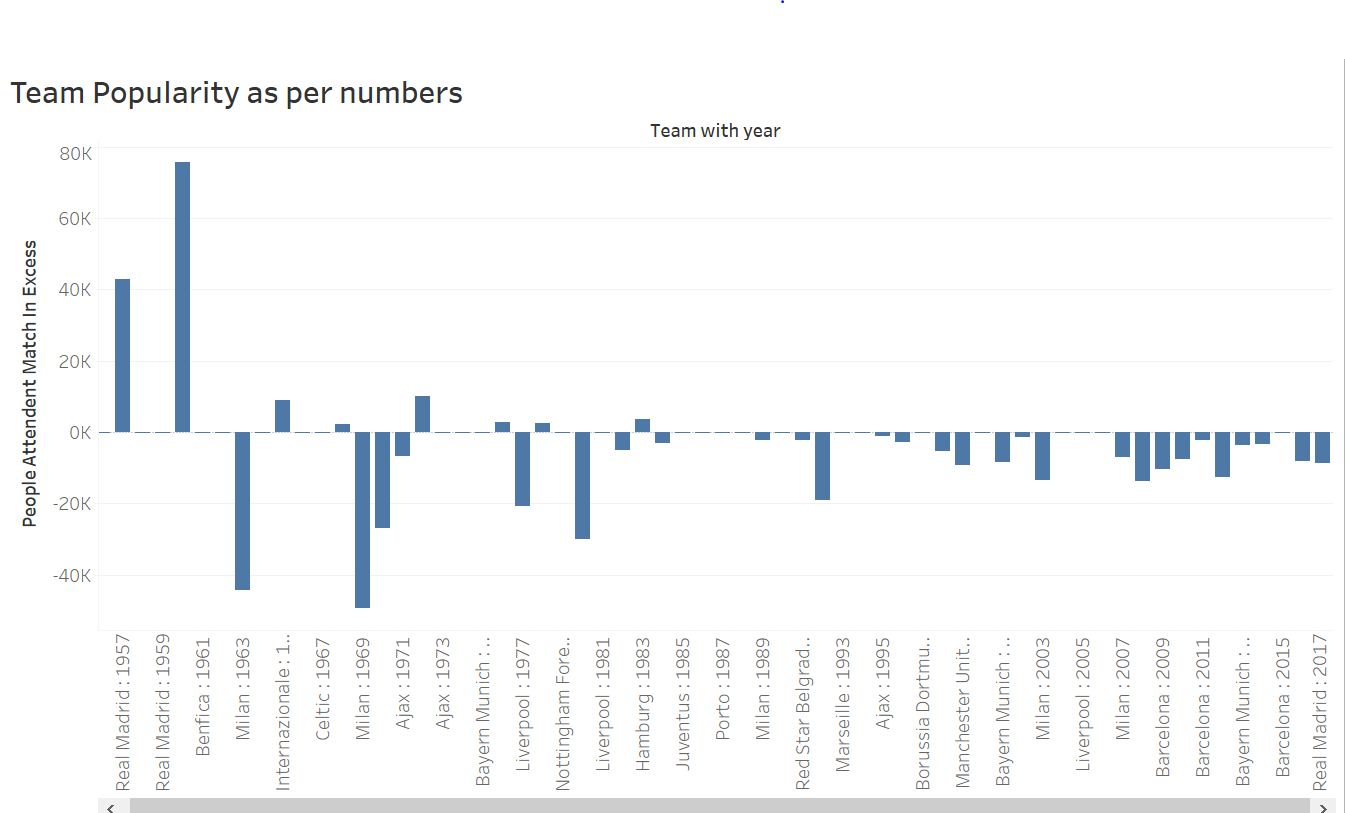 Team Popularity as per numbers
Team with year
People Attendent Match In Excess
80K
60K
40K
20K
0K
-20K
-40K
Real Madrid : 1957
Real Madrid : 1959
Benfica : 1961
Milan : 1963
Internazionale : 1..
Celtic : 1967
Milan : 1969
Ajax : 1971
Ajax : 1973
Bayern Munich : ..
Liverpool : 1977
Nottingham Fore..
Liverpool : 1981
Hamburg : 1983
Juventus : 1985
Porto : 1987
Milan : 1989
Red Star Belgrad..
Marseille : 1993
Ajax : 1995
Borussia Dortmu..
Manchester Unit..
Bayern Munich : ..
Milan : 2003
Liverpool : 2005
Milan : 2007
Barcelona : 2009
Barcelona : 2011
Bayern Munich : ..
Barcelona : 2015
Real Madrid : 2017